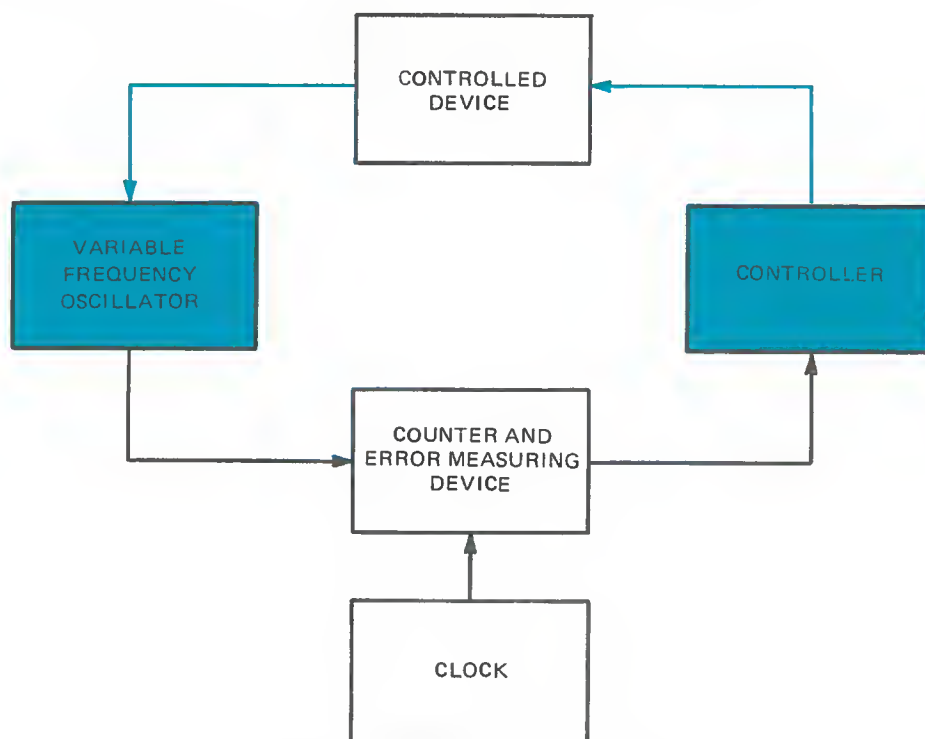 CONTROLLED
DEVICE
VARIABLE
FREQUENCY
OSCILLATOR
CONTROLLER
COUNTER AND
ERROR MEASURING
DEVICE
CLOCK